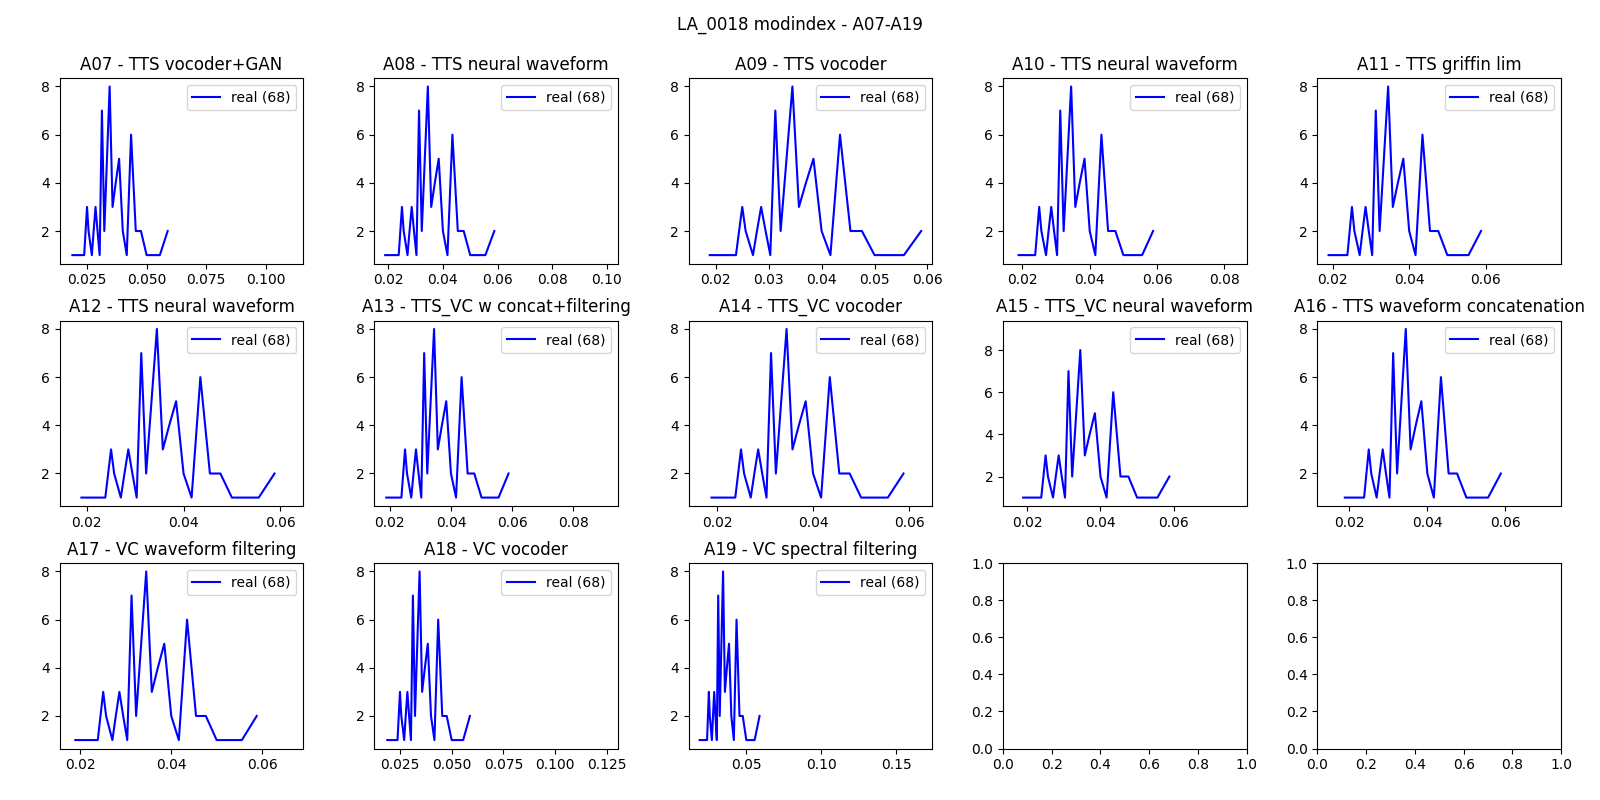 LA_0018 modindex - A07-A19
A07 - TTS vocoder+GAN
8
6
4
2
real (68)
0.025 0.050 0.075 0.100
A08 - TTS neural waveform
8
6
4
2
real (68)
0.02 0.04 0.06 0.08 0.10
A09 - TTS vocoder
8
6
4
2
real (68)
0.02 0.03 0.04 0.05 0.06
A10 - TTS neural waveform
8
6
4
2
real (68)
0.02 0.04 0.06 0.08
A11 - TTS griffin lim
8
6
4
2
real (68)
0.02 0.04 0.06
A12 - TTS neural waveform
8
6
4
2
real (68)
0.02 0.04 0.06
A13 - TTS_VC w concat+filtering
8
6
4
2
real (68)
0.02 0.04 0.06 0.08
A14 - TTS_VC vocoder
8
6
4
2
real (68)
0.02 0.04 0.06
A15 - TTS_VC neural waveform
8
6
4
2
real (68)
0.02 0.04 0.06
A16 - TTS waveform concatenation
8
6
4
2
real (68)
0.02 0.04 0.06
A17 - VC waveform filtering
8
6
4
2
real (68)
0.02 0.04 0.06
A18 - VC vocoder
8
6
4
2
real (68)
0.025 0.050 0.075 0.100 0.125
A19 - VC spectral filtering
8
6
4
2
real (68)
0.05 0.10 0.15
1.0
0.8
0.6
0.4
0.2
0.0
0.0 0.2 0.4 0.6 0.8 1.0
1.0
0.8
0.6
0.4
0.2
0.0
0.0 0.2 0.4 0.6 0.8 1.0